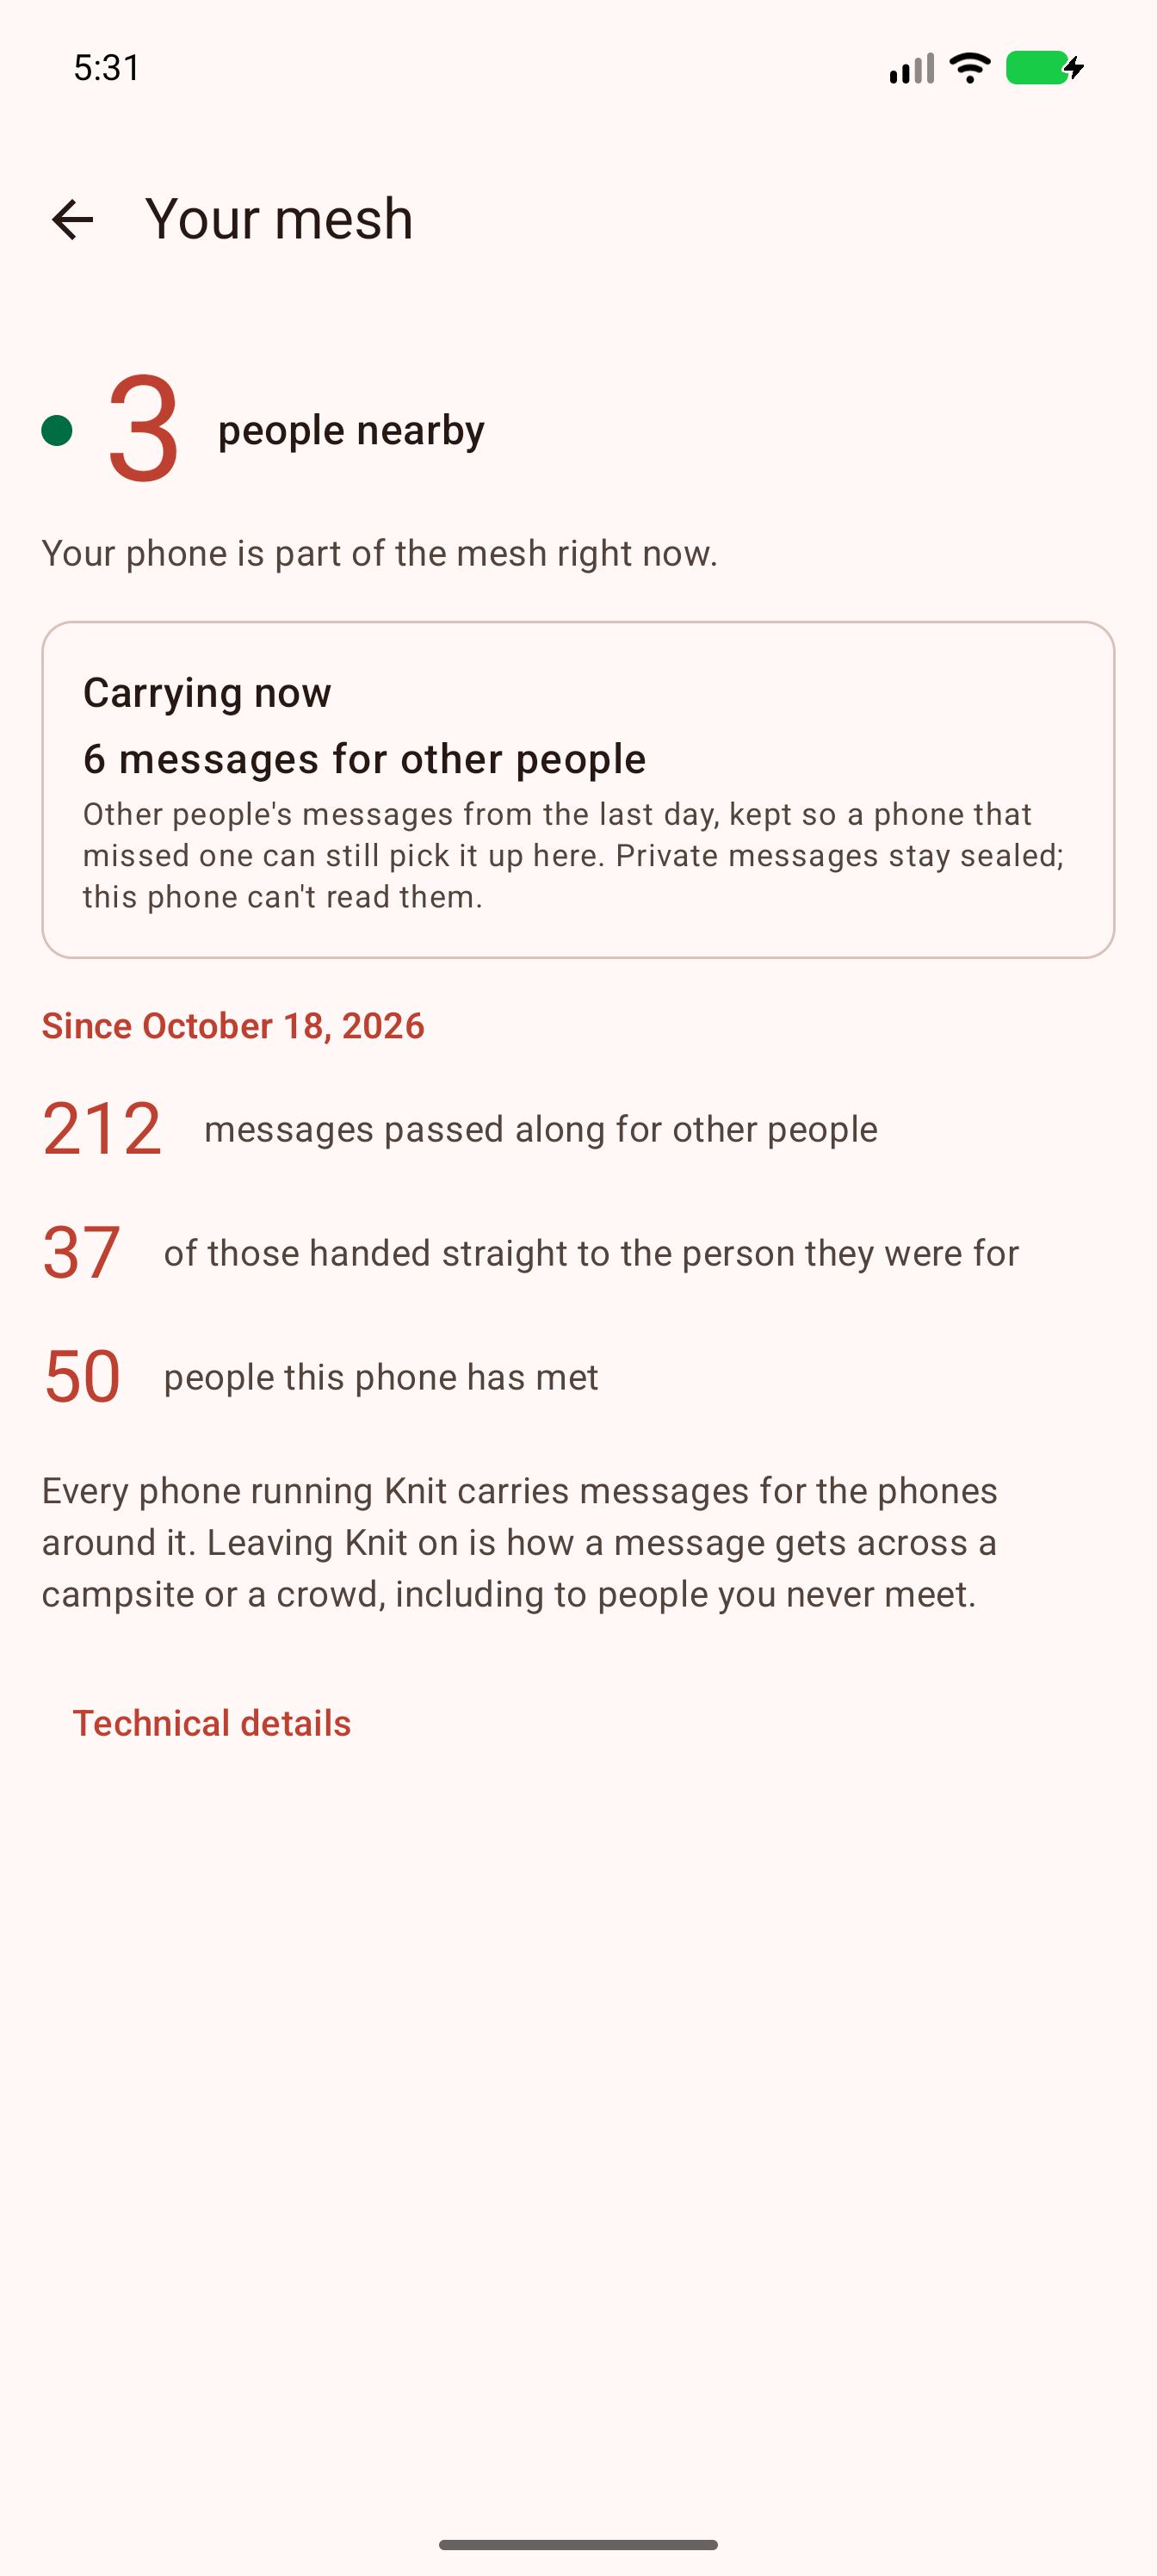 5:31
Your mesh
3 people nearby
Your phone is part of the mesh right now.
Carrying now
6 messages for other people
Other people's messages from the last day, kept so a phone that
missed one can still pick it up here. Private messages stay sealed;
this phone can't read them.
Since October 18, 2026
212 messages passed along for other people
37 of those handed straight to the person they were for
50 people this phone has met
Every phone running Knit carries messages for the phones
around it. Leaving Knit on is how a message gets across a
campsite or a crowd, including to people you never meet.
Technical details